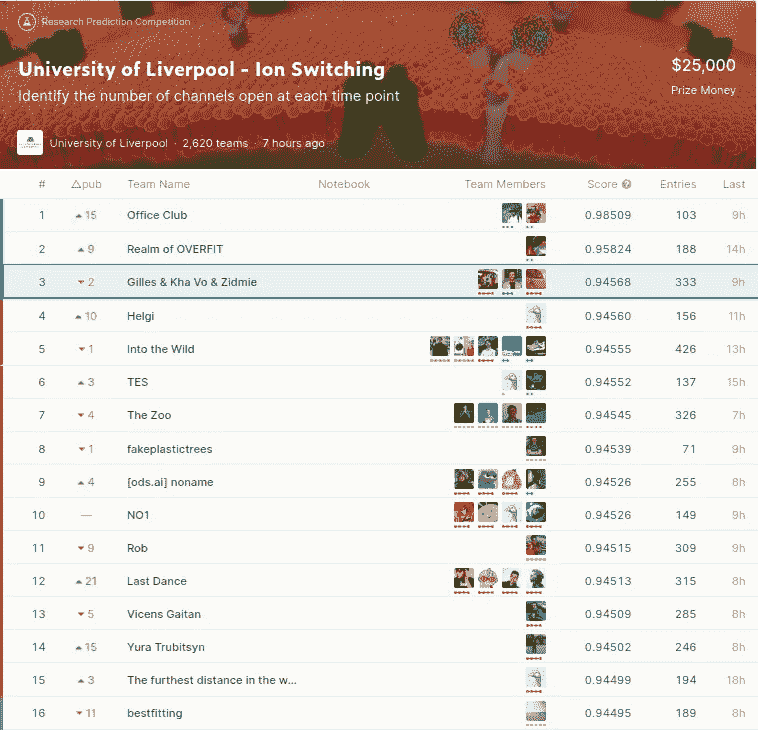 Research Prediction Competition
University of Liverpool - Ion Switching
Identify the number of channels open at each time point
$25,000
Prize Money
University of Liverpool · 2,620 teams · 7 hours ago
# △pub Team Name Notebook Team Members Score Entries Last
1 15 Office Club 0.98509 103 9h
2 9 Realm of OVERFIT 0.95824 188 14h
3 2 Gilles & Kha Vo & Zidmie 0.94568 333 9h
4 10 Helgi 0.94560 156 11h
5 1 Into the Wild 0.94555 426 13h
6 3 TES 0.94552 137 15h
7 4 The Zoo 0.94545 326 7h
8 1 fakeplastictrees 0.94539 71 9h
9 4 [ods.ai] noname 0.94526 255 8h
10 — NO1 0.94526 149 9h
11 9 Rob 0.94515 309 9h
12 21 Last Dance 0.94513 315 8h
13 5 Vicens Gaitan 0.94509 285 8h
14 15 Yura Trubitsyn 0.94502 246 8h
15 3 The furthest distance in the w... 0.94499 194 18h
16 11 bestfitting 0.94495 189 8h